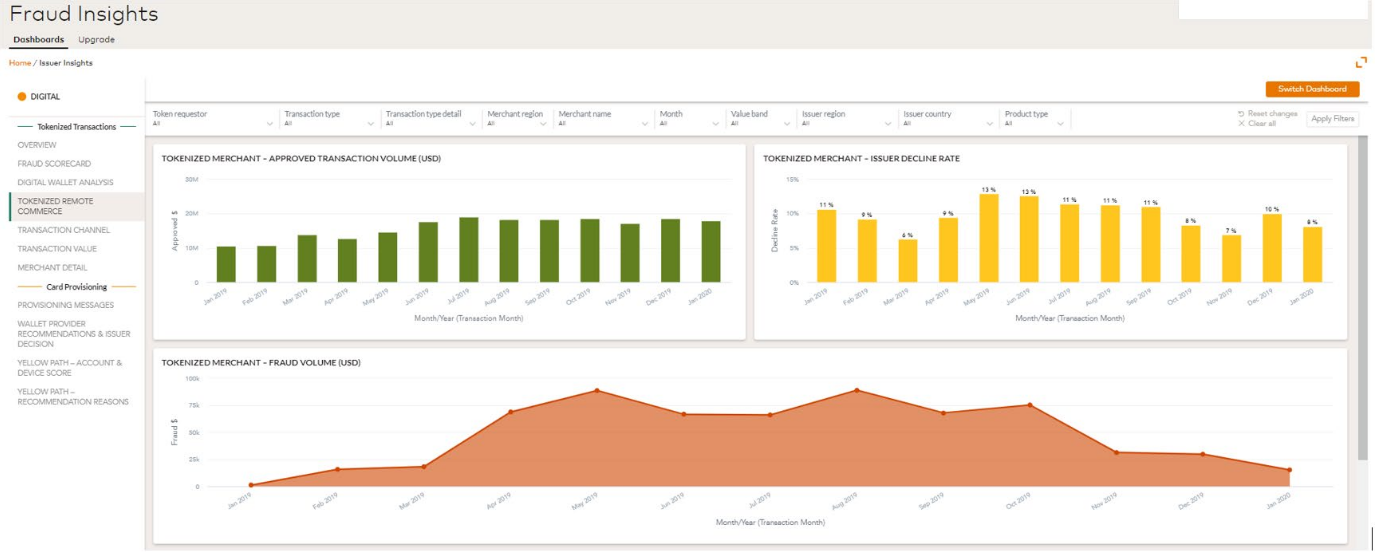 Fraud Insights
Dashboards Upgrade
Home / Issuer Insights
DIGITAL
Switch Dashboard
Token requestor
All
Transaction type
All
Transaction type detail
All
Merchant region
All
Merchant name
All
Month
All
Value band
All
Issuer region
All
Issuer country
All
Product type
All
Reset changes
Clear all
Apply Filters
Tokenized Transactions
OVERVIEW
FRAUD SCORECARD
DIGITAL WALLET ANALYSIS
TOKENIZED REMOTE
COMMERCE
TRANSACTION CHANNEL
TRANSACTION VALUE
MERCHANT DETAIL
Card Provisioning
PROVISIONING MESSAGES
WALLET PROVIDER
RECOMMENDATIONS & ISSUER
DECISION
YELLOW PATH – ACCOUNT &
DEVICE SCORE
YELLOW PATH –
RECOMMENDATION REASONS
TOKENIZED MERCHANT – APPROVED TRANSACTION VOLUME (USD)
30M
20M
10M
0
Approved $
Jan 2019 Feb 2019 Mar 2019 Apr 2019 May 2019 Jun 2019 Jul 2019 Aug 2019 Sep 2019 Oct 2019 Nov 2019 Dec 2019 Jan 2020
Month/Year (Transaction Month)
TOKENIZED MERCHANT – ISSUER DECLINE RATE
15%
10%
5%
0%
Decline Rate
11 % 9 % 6 % 9 % 13 % 13 % 11 % 11 % 11 % 8 % 7 % 10 % 8 %
Jan 2019 Feb 2019 Mar 2019 Apr 2019 May 2019 Jun 2019 Jul 2019 Aug 2019 Sep 2019 Oct 2019 Nov 2019 Dec 2019 Jan 2020
Month/Year (Transaction Month)
TOKENIZED MERCHANT – FRAUD VOLUME (USD)
100k
75k
50k
25k
0
Fraud $
Jan 2019 Feb 2019 Mar 2019 Apr 2019 May 2019 Jun 2019 Jul 2019 Aug 2019 Sep 2019 Oct 2019 Nov 2019 Dec 2019 Jan 2020
Month/Year (Transaction Month)